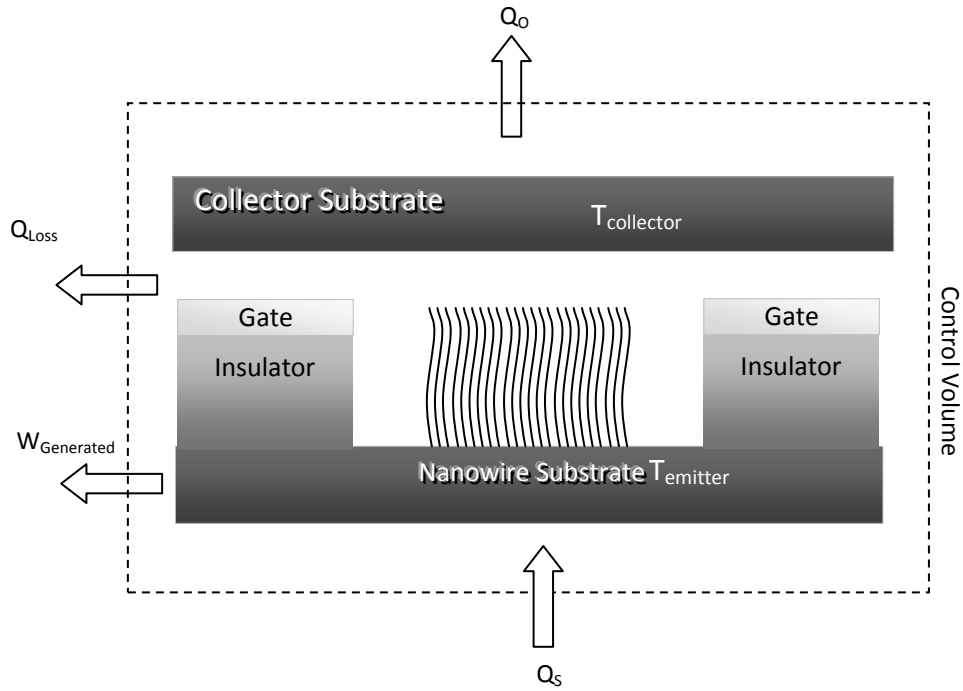 Q_O
Collector Substrate
T_collector
Q_Loss
Gate
Gate
Insulator
Insulator
Control Volume
W_Generated
Nanowire Substrate T_emitter
Q_S